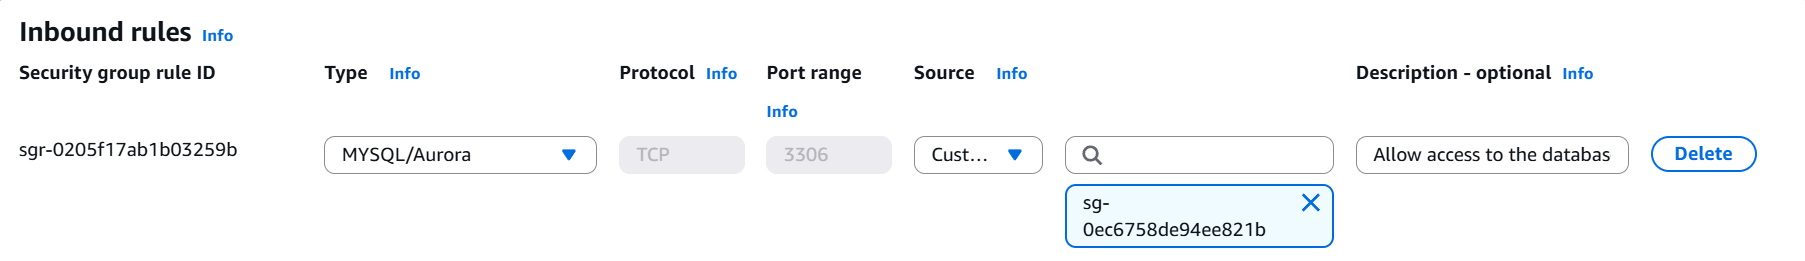 Inbound rules Info
Security group rule ID Type Info Protocol Info Port range Info Source Info Description - optional Info
sgr-0205f17ab1b03259b MYSQL/Aurora TCP 3306 Cust... Allow access to the databas Delete
sg-
0ec6758de94ee821b